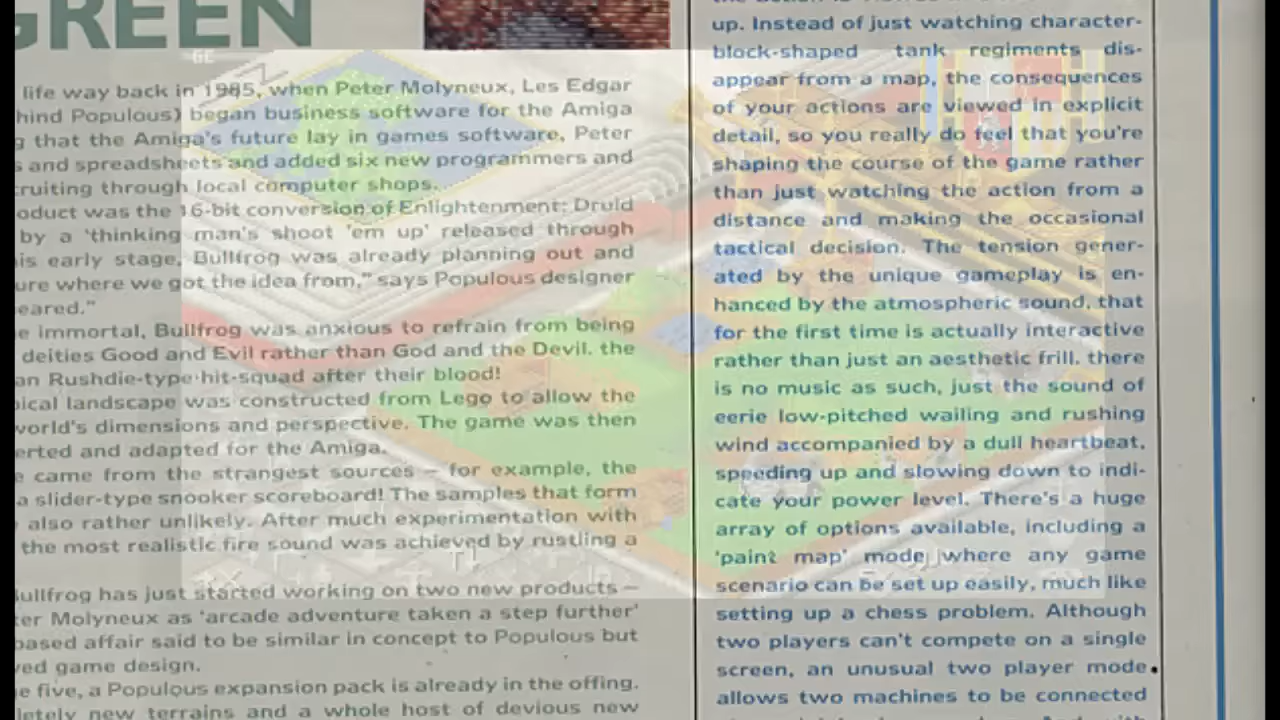 GREEN
life way back in 1985, when Peter Molyneux, Les Edgar
hind Populous) began business software for the Amiga
g that the Amiga's future lay in games software, Peter
s and spreadsheets and added six new programmers and
cruiting through local computer shops.
oduct was the 16-bit conversion of Enlightenment: Druid
by a 'thinking man's shoot 'em up' released through
is early stage, Bullfrog was already planning out and
ure where we got the idea from," says Populous designer
eared."
e immortal, Bullfrog was anxious to refrain from being
deities Good and Evil rather than God and the Devil. the
an Rushdie-type-hit-squad after their blood!
pical landscape was constructed from Lego to allow the
world's dimensions and perspective. The game was then
erted and adapted for the Amiga.
e came from the strangest sources – for example, the
a slider-type snooker scoreboard! The samples that form
also rather unlikely. After much experimentation with
the most realistic fire sound was achieved by rustling a
Bullfrog has just started working on two new products –
ter Molyneux as 'arcade adventure taken a step further'
based affair said to be similar in concept to Populous but
ved game design.
e five, a Populous expansion pack is already in the offing.
letely new terrains and a whole host of devious new
up. Instead of just watching character-
block-shaped tank regiments dis-
appear from a map, the consequences
of your actions are viewed in explicit
detail, so you really do feel that you're
shaping the course of the game rather
than just watching the action from a
distance and making the occasional
tactical decision. The tension gener-
ated by the unique gameplay is en-
hanced by the atmospheric sound, that
for the first time is actually interactive
rather than just an aesthetic frill. there
is no music as such, just the sound of
eerie low-pitched wailing and rushing
wind accompanied by a dull heartbeat,
speeding up and slowing down to indi-
cate your power level. There's a huge
array of options available, including a
'paint map' mode where any game
scenario can be set up easily, much like
setting up a chess problem. Although
two players can't compete on a single
screen, an unusual two player mode
allows two machines to be connected